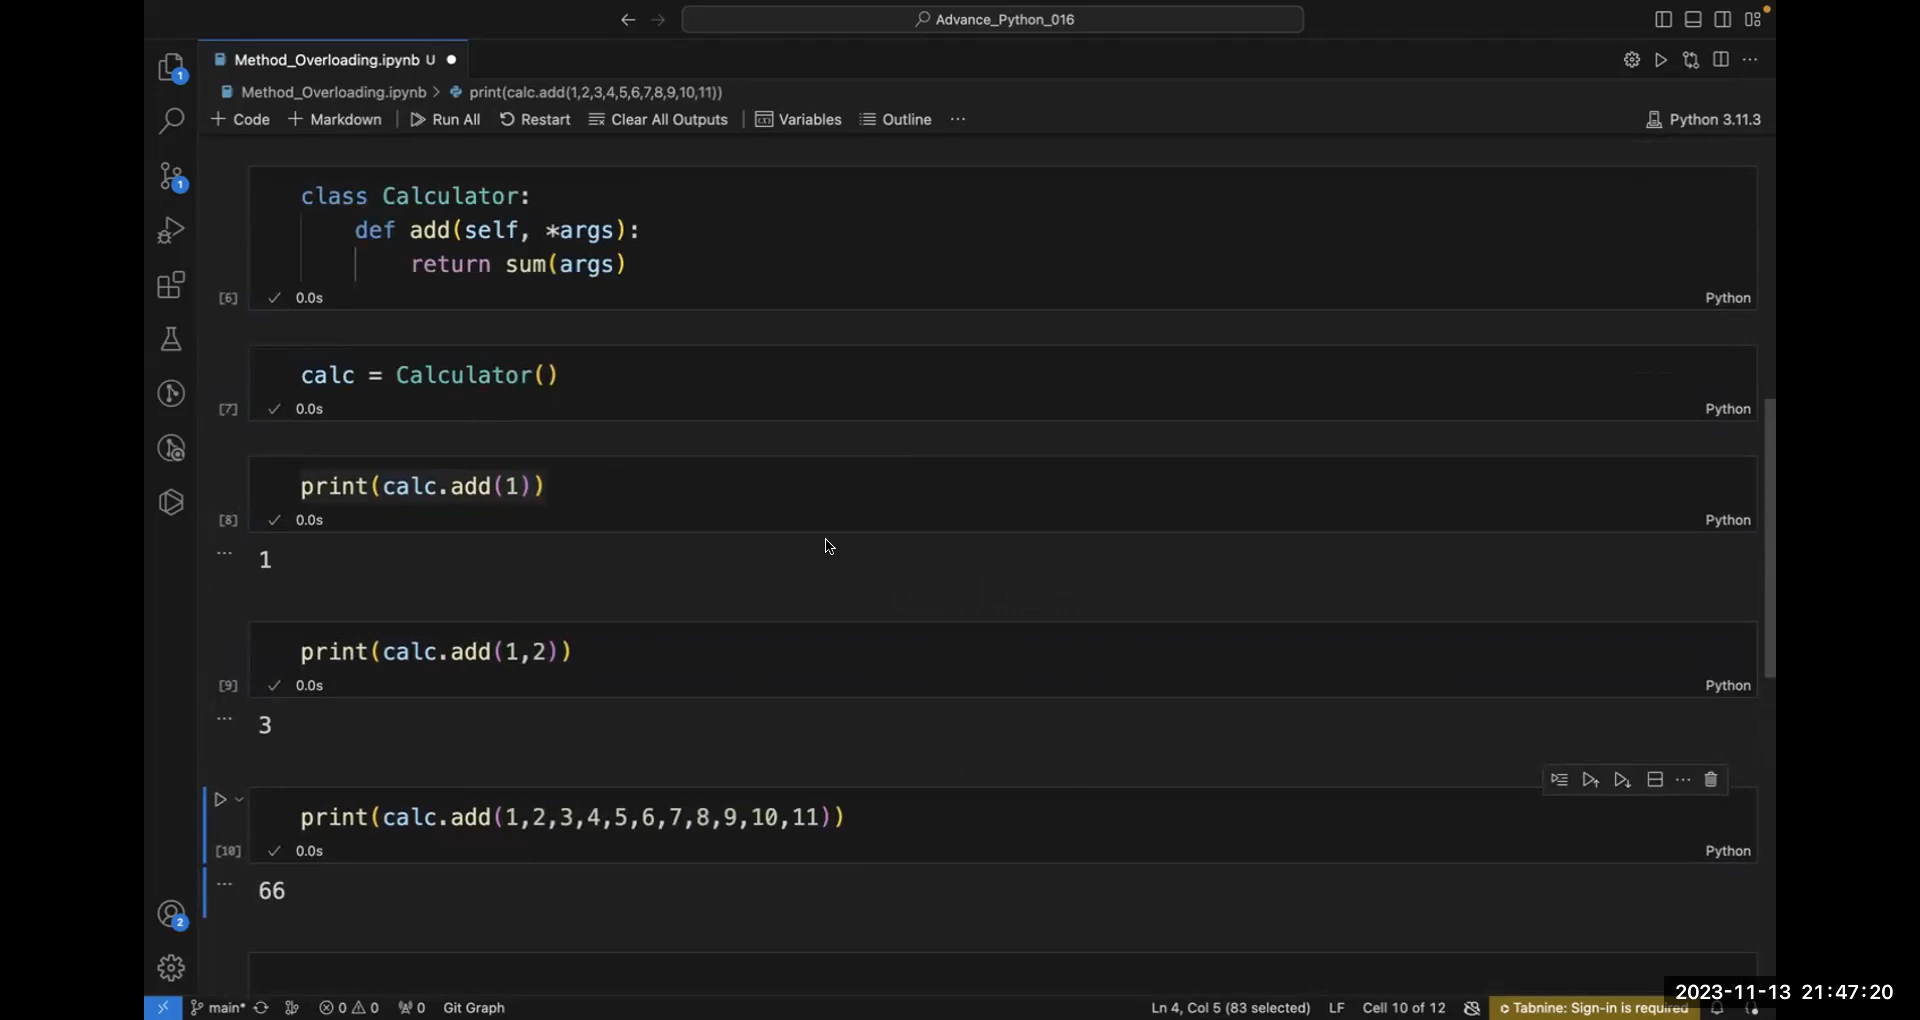 Advance_Python_016
Method_Overloading.ipynb U
Method_Overloading.ipynb > print(calc.add(1,2,3,4,5,6,7,8,9,10,11))
+ Code + Markdown Run All Restart Clear All Outputs Variables Outline ... Python 3.11.3
1
1
2
class Calculator:
def add(self, *args):
return sum(args)
[6] 0.0s Python
calc = Calculator()
[7] 0.0s Python
print(calc.add(1))
[8] 0.0s Python
... 1
print(calc.add(1,2))
[9] 0.0s Python
... 3
print(calc.add(1,2,3,4,5,6,7,8,9,10,11))
[10] 0.0s Python
... 66
main* 0 0 0 Git Graph Ln 4, Col 5 (83 selected) LF Cell 10 of 12 Tabnine: Sign-in is required
2023-11-13 21:47:20